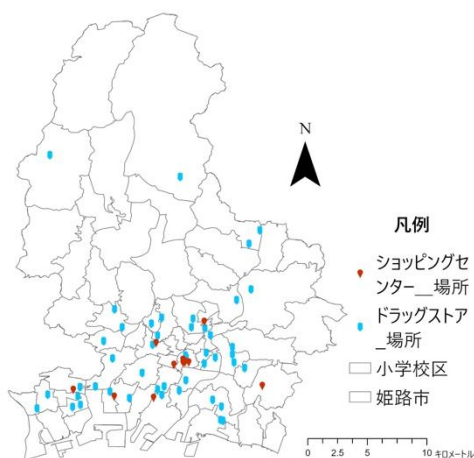 N
凡例
ショッピングセ
ンター__場所
ドラッグストア
_場所
小学校区
姫路市
0 2.5 5 10 キロメートル